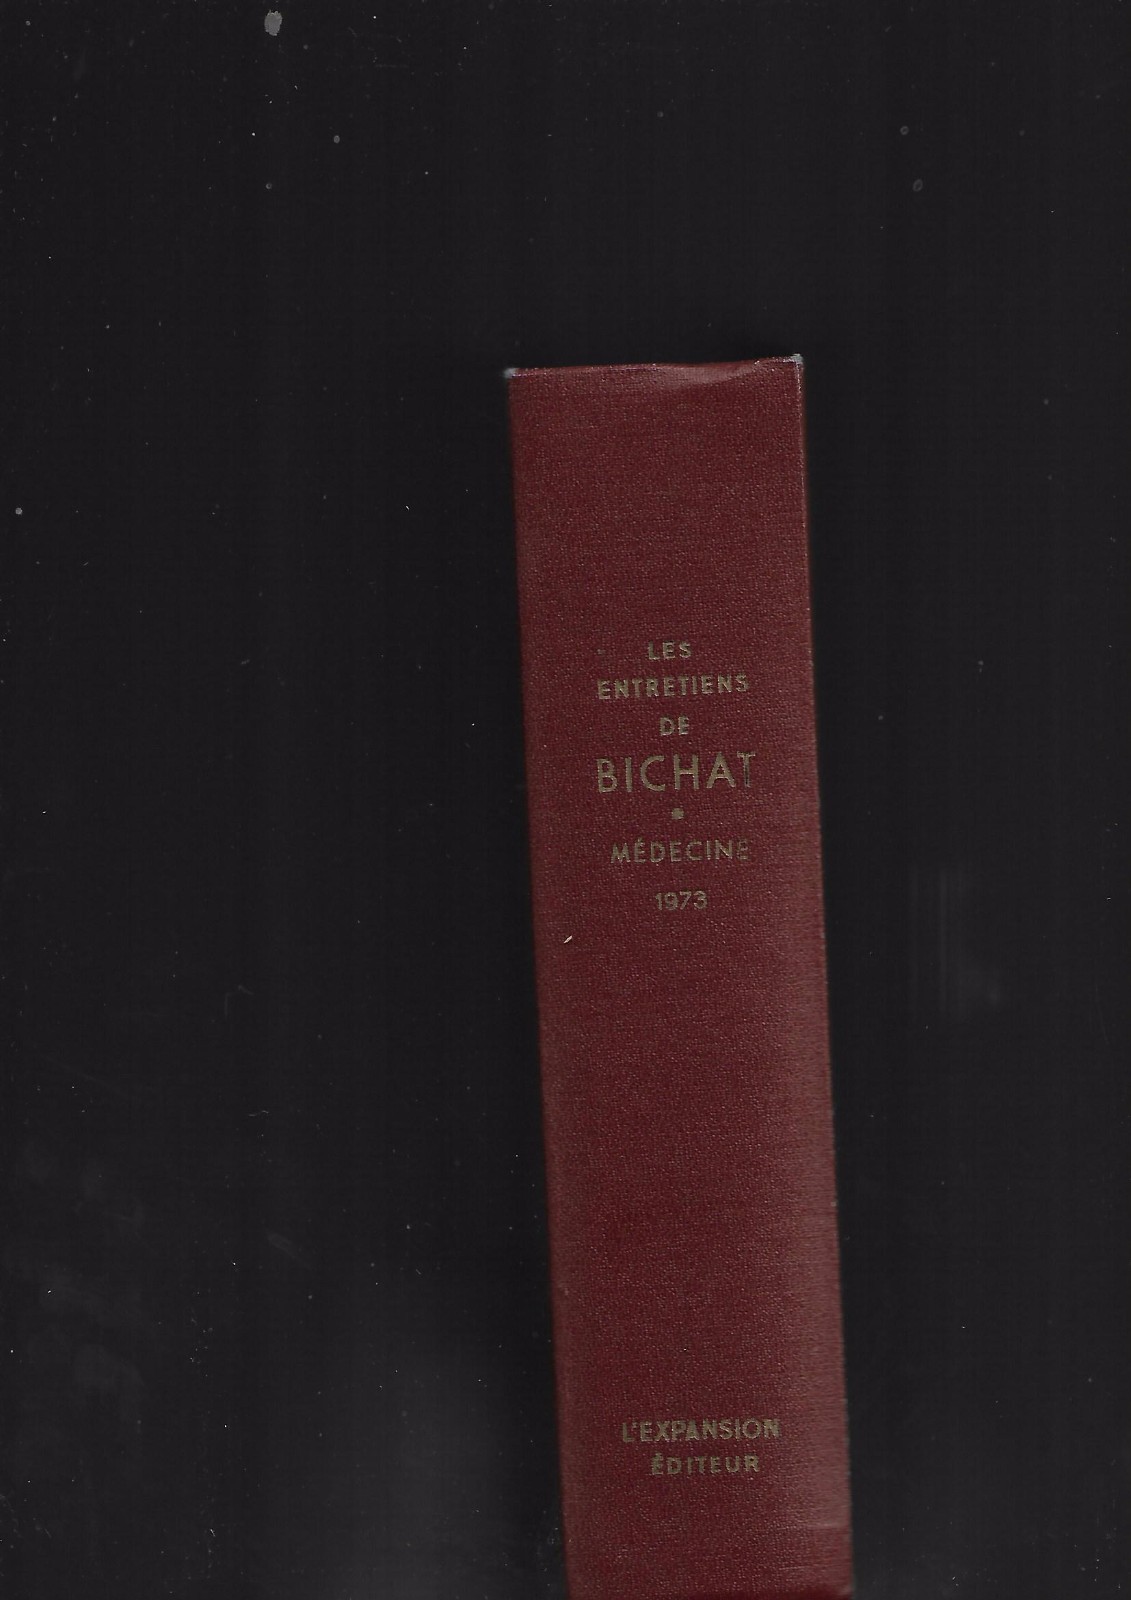 LES
ENTRETIENS
DE
BICHAT
MÉDECINE
1973
L'EXPANSION
ÉDITEUR